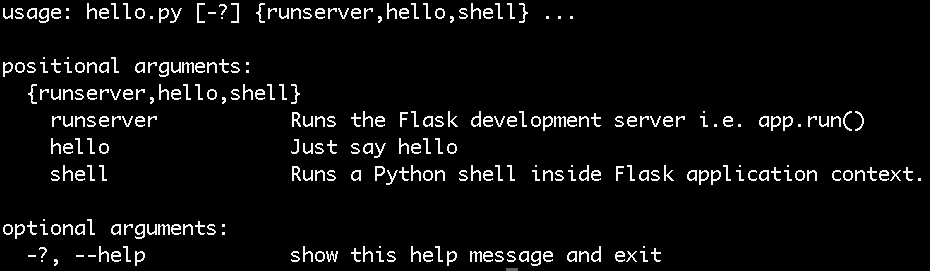 usage: hello.py [-?] {runserver,hello,shell} ...
positional arguments:
{runserver,hello,shell}
runserver Runs the Flask development server i.e. app.run()
hello Just say hello
shell Runs a Python shell inside Flask application context.
optional arguments:
-?, --help show this help message and exit